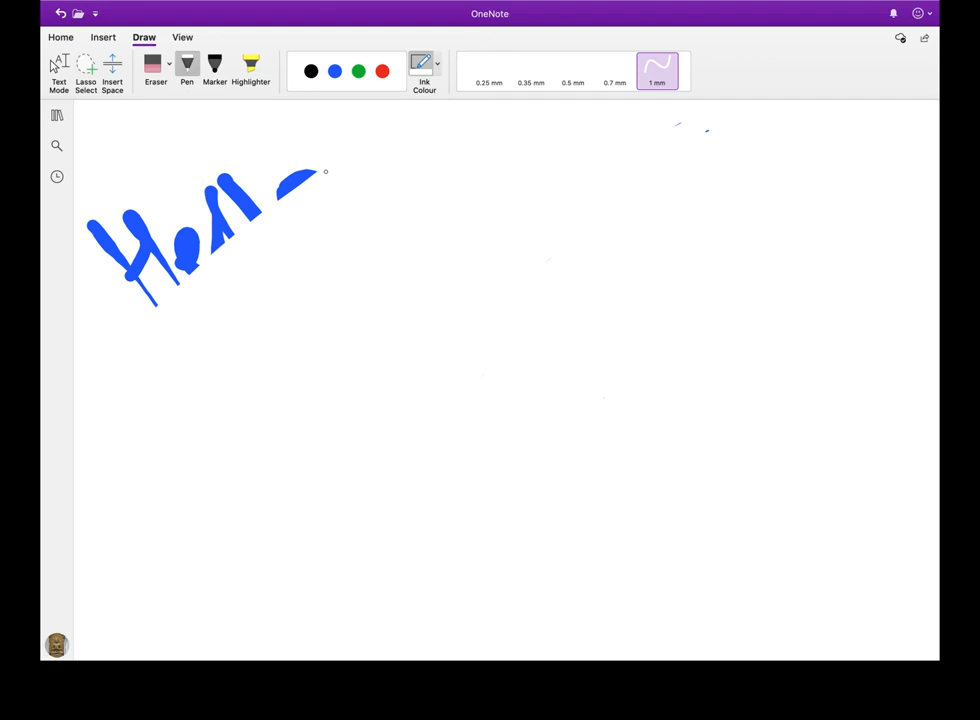 OneNote
Home Insert Draw View
Text Mode
Lasso Select
Insert Space
Eraser
Pen
Marker
Highlighter
Ink Colour
0.25 mm
0.35 mm
0.5 mm
0.7 mm
1 mm
Hell